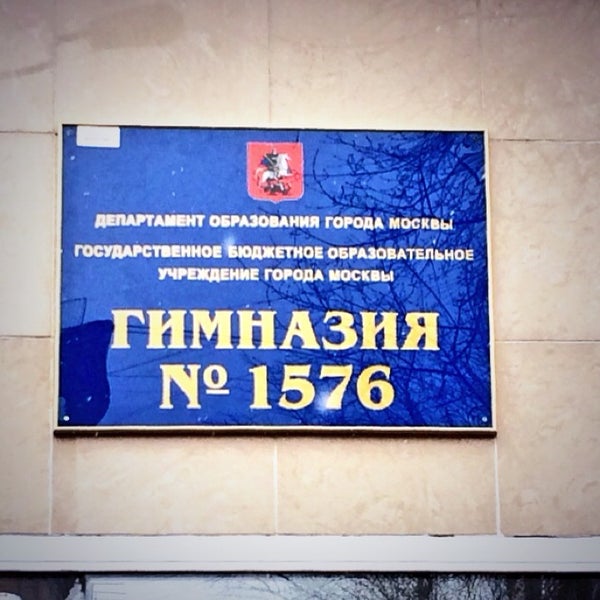 ДЕПАРТАМЕНТ ОБРАЗОВАНИЯ ГОРОДА МОСКВЫ
ГОСУДАРСТВЕННОЕ БЮДЖЕТНОЕ ОБРАЗОВАТЕЛЬНОЕ
УЧРЕЖДЕНИЕ ГОРОДА МОСКВЫ
ГИМНАЗИЯ
№ 1576